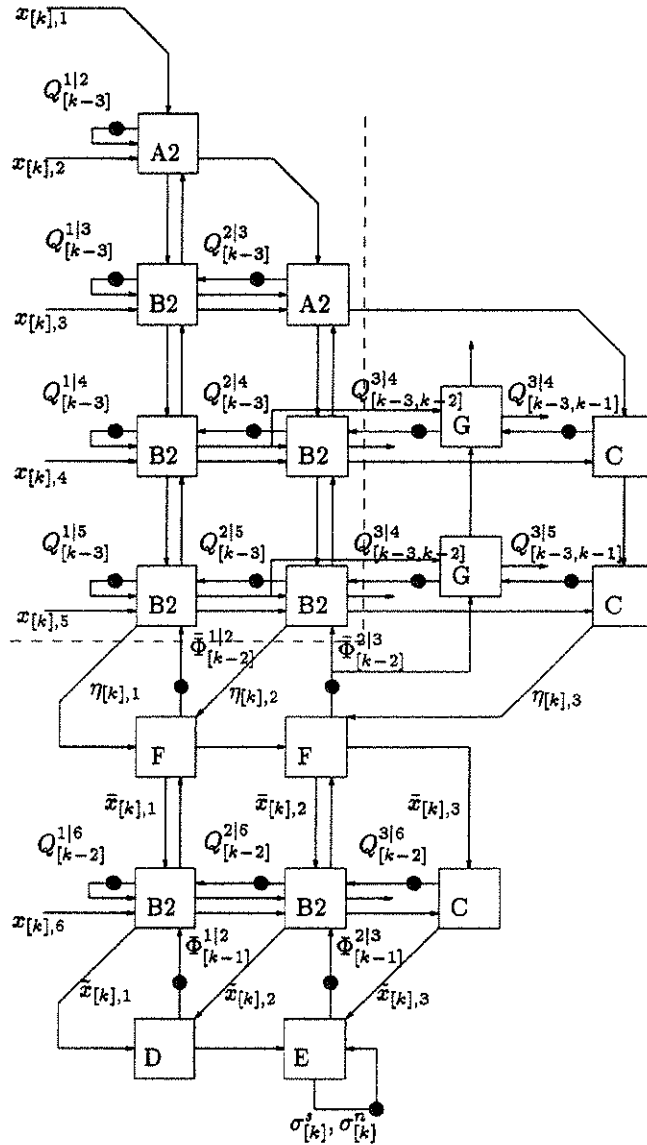 x_{[k],1}
Q^{1|2}_{[k-3]}
A2
x_{[k],2}
Q^{1|3}_{[k-3]} Q^{2|3}_{[k-3]}
B2 A2
x_{[k],3}
Q^{1|4}_{[k-3]} Q^{2|4}_{[k-3]} Q^{3|4}_{[k-3,k-2]} Q^{3|4}_{[k-3,k-1]}
G
B2 B2 C
x_{[k],4}
Q^{1|5}_{[k-3]} Q^{2|5}_{[k-3]} Q^{3|4}_{[k-3,k-2]} Q^{3|5}_{[k-3,k-1]}
G
B2 B2 C
x_{[k],5}
Φ̄^{1|2}_{[k-2]} Φ̄^{2|3}_{[k-2]}
η_{[k],1} η_{[k],2} η_{[k],3}
F F
x̄_{[k],1} x̄_{[k],2} x̄_{[k],3}
Q^{1|6}_{[k-2]} Q^{2|6}_{[k-2]} Q^{3|6}_{[k-2]}
B2 B2 C
x_{[k],6}
Φ̄^{1|2}_{[k-1]} Φ̄^{2|3}_{[k-1]}
x̃_{[k],1} x̃_{[k],2} x̃_{[k],3}
D E
σ^s_{[k]}, σ^n_{[k]}